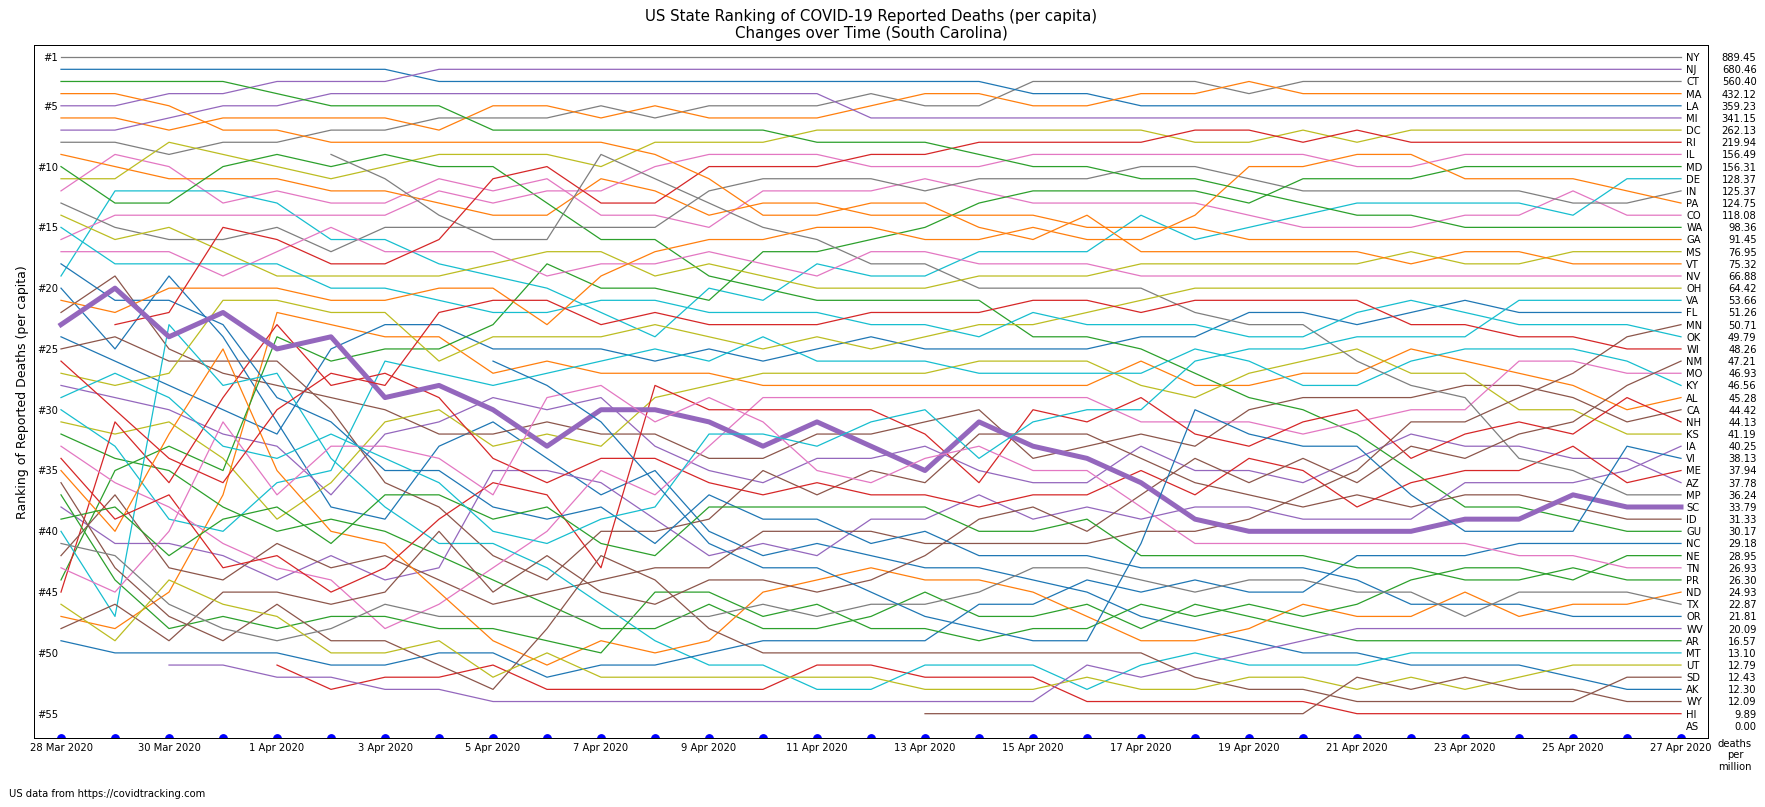 US State Ranking of COVID-19 Reported Deaths (per capita)
Changes over Time (South Carolina)
Ranking of Reported Deaths (per capita)
#1
#5
#10
#15
#20
#25
#30
#35
#40
#45
#50
#55
NY 889.45
NJ 680.46
CT 560.40
MA 432.12
LA 359.23
MI 341.15
DC 262.13
RI 219.94
IL 156.49
MD 156.31
DE 128.37
IN 125.37
PA 124.75
CO 118.08
WA 98.36
GA 91.45
MS 76.95
VT 75.32
NV 66.88
OH 64.42
VA 53.66
FL 51.26
MN 50.71
OK 49.79
WI 48.26
NM 47.21
MO 46.93
KY 46.56
AL 45.28
CA 44.42
NH 44.13
KS 41.19
IA 40.25
VI 38.13
ME 37.94
AZ 37.78
MP 36.24
SC 33.79
ID 31.33
GU 30.17
NC 29.18
NE 28.95
TN 26.93
PR 26.30
ND 24.93
TX 22.87
OR 21.81
WV 20.09
AR 16.57
MT 13.10
UT 12.79
SD 12.43
AK 12.30
WY 12.09
HI 9.89
AS 0.00
28 Mar 2020 30 Mar 2020 1 Apr 2020 3 Apr 2020 5 Apr 2020 7 Apr 2020 9 Apr 2020 11 Apr 2020 13 Apr 2020 15 Apr 2020 17 Apr 2020 19 Apr 2020 21 Apr 2020 23 Apr 2020 25 Apr 2020 27 Apr 2020
deaths
per
million
US data from https://covidtracking.com